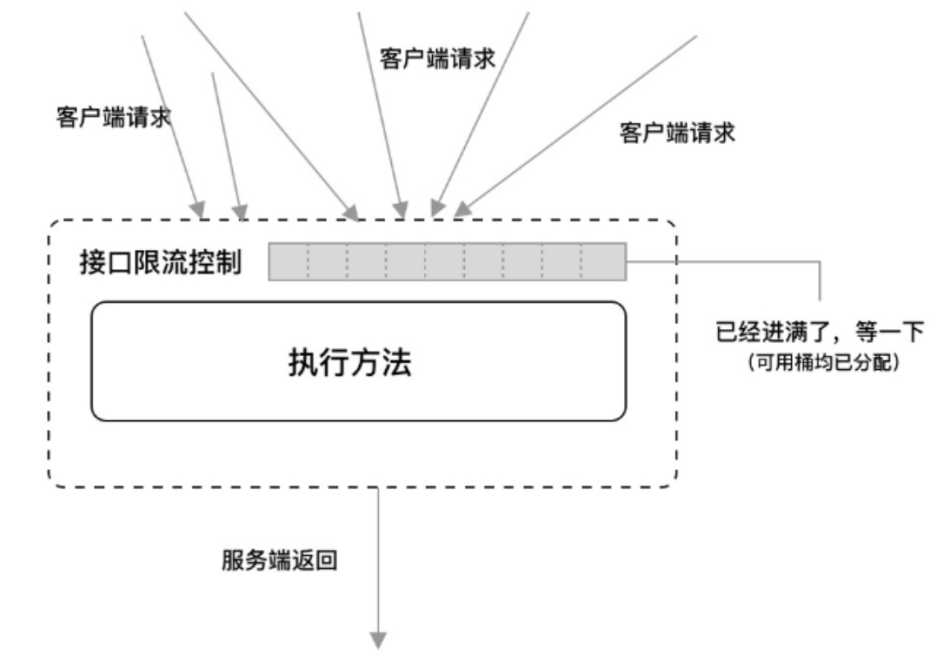 客户端请求
客户端请求
客户端请求
接口限流控制
已经进满了，等一下
（可用桶均已分配）
执行方法
服务端返回